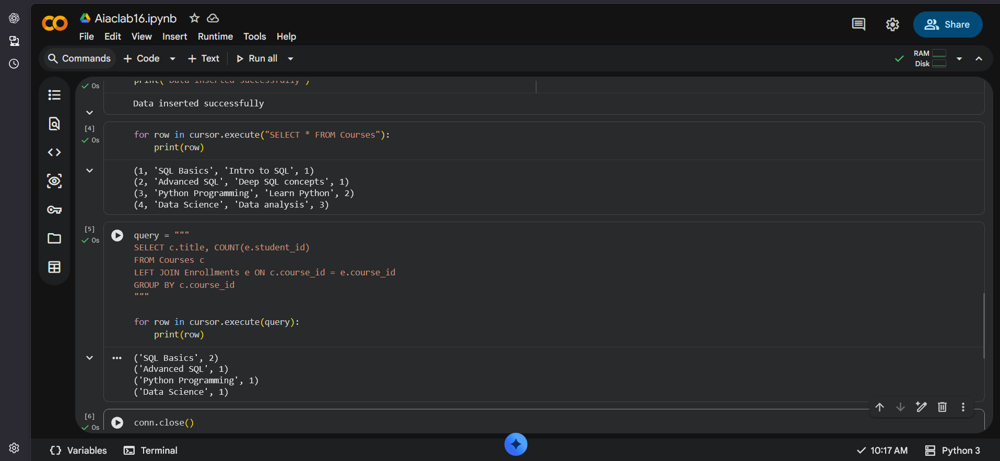 Aiaclab16.ipynb
File Edit View Insert Runtime Tools Help
Share
Commands + Code + Text Run all
RAM
Disk
0s
print("Data inserted successfully")
Data inserted successfully
[4]
0s
for row in cursor.execute("SELECT * FROM Courses"):
    print(row)
(1, 'SQL Basics', 'Intro to SQL', 1)
(2, 'Advanced SQL', 'Deep SQL concepts', 1)
(3, 'Python Programming', 'Learn Python', 2)
(4, 'Data Science', 'Data analysis', 3)
[5]
0s
query = """
SELECT c.title, COUNT(e.student_id)
FROM Courses c
LEFT JOIN Enrollments e ON c.course_id = e.course_id
GROUP BY c.course_id
"""
for row in cursor.execute(query):
    print(row)
('SQL Basics', 2)
('Advanced SQL', 1)
('Python Programming', 1)
('Data Science', 1)
[6]
0s
conn.close()
Variables Terminal
10:17 AM Python 3